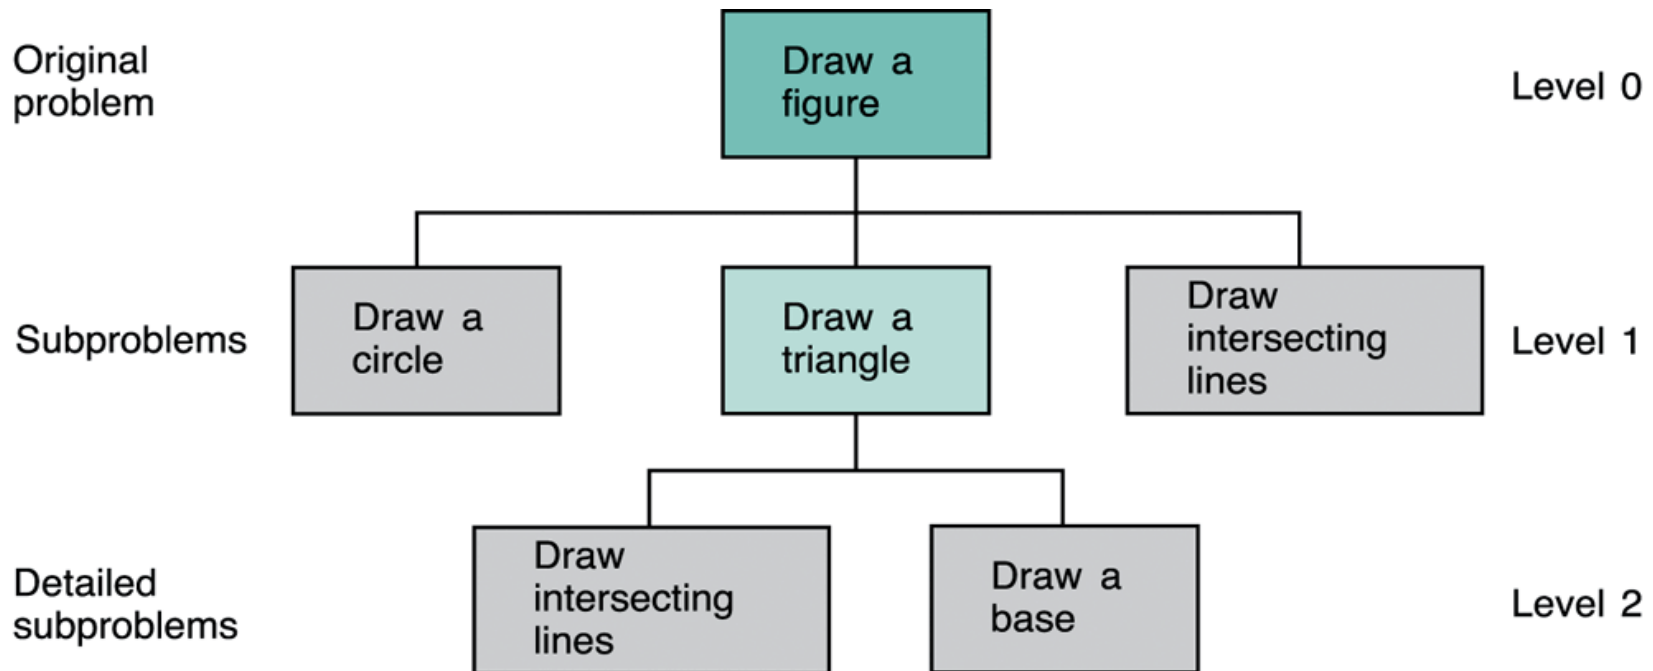 Original
problem
Draw a
figure
Level 0
Subproblems
Draw a
circle
Draw a
triangle
Draw
intersecting
lines
Level 1
Detailed
subproblems
Draw
intersecting
lines
Draw a
base
Level 2